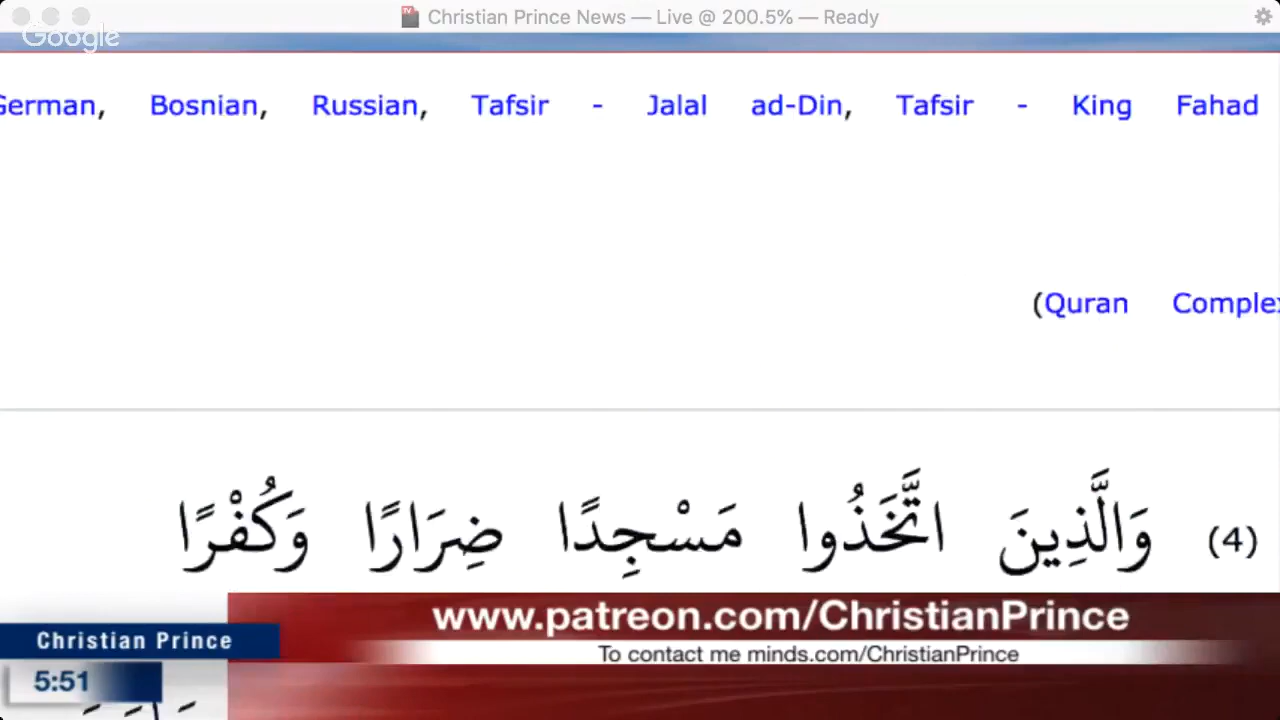 Christian Prince News — Live @ 200.5% — Ready
Google
German, Bosnian, Russian, Tafsir - Jalal ad-Din, Tafsir - King Fahad
(Quran Complex
(4) وَالَّذِينَ اتَّخَذُوا مَسْجِدًا ضِرَارًا وَكُفْرًا
www.patreon.com/ChristianPrince
Christian Prince
To contact me minds.com/ChristianPrince
5:51